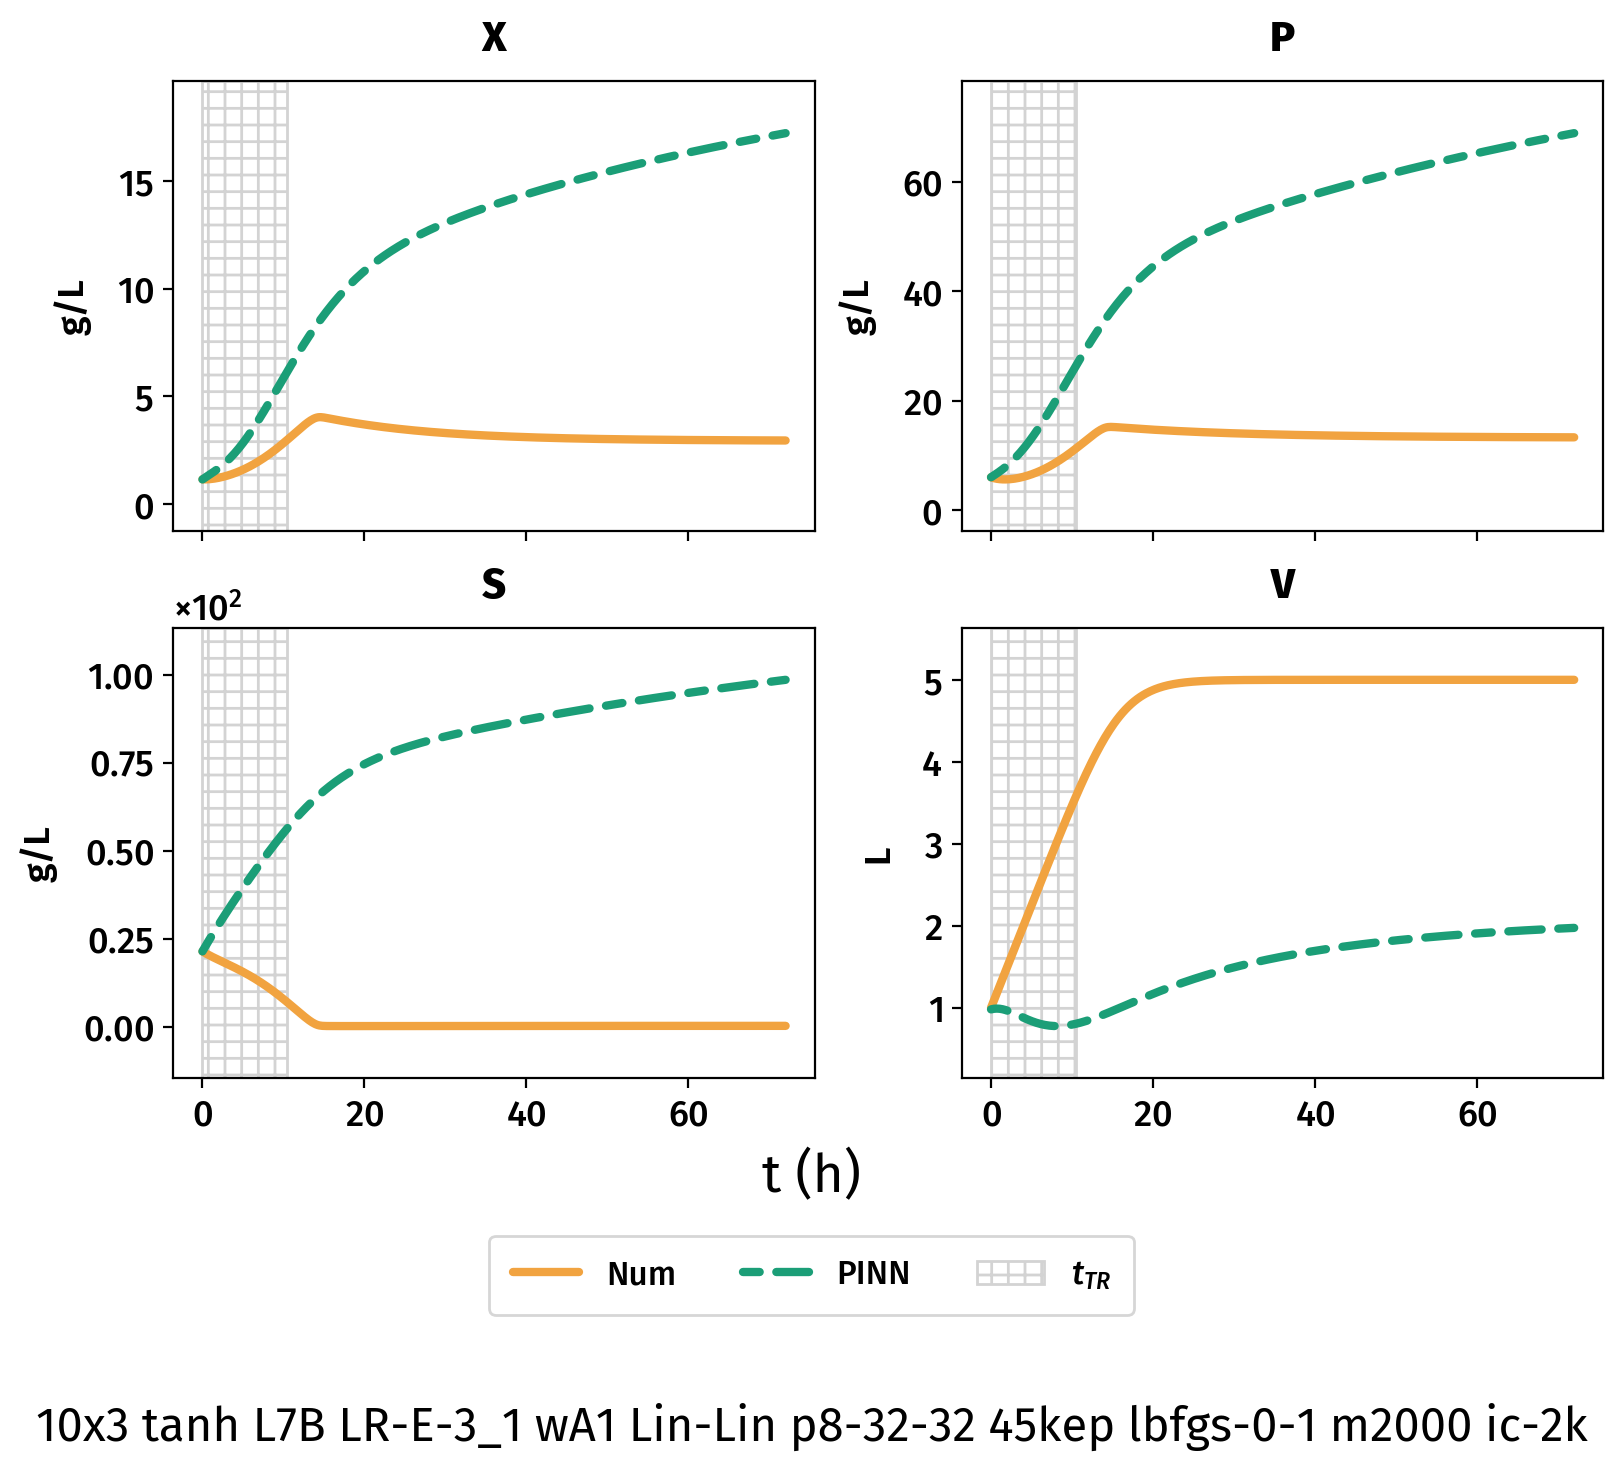 X
P
g/L
15
10
5
0
g/L
60
40
20
0
S
V
×10²
g/L
1.00
0.75
0.50
0.25
0.00
0 20 40 60
L
5
4
3
2
1
0 20 40 60
t (h)
Num PINN t_TR
10x3 tanh L7B LR-E-3_1 wA1 Lin-Lin p8-32-32 45kep lbfgs-0-1 m2000 ic-2k